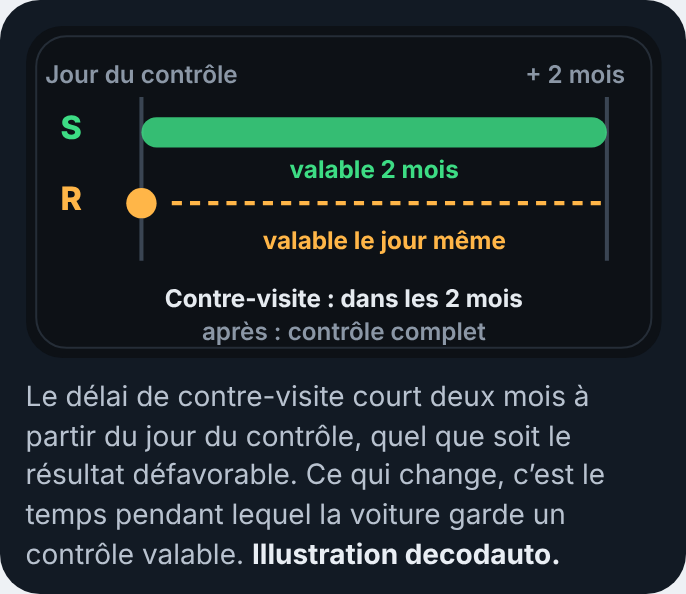 Jour du contrôle
+ 2 mois
S
valable 2 mois
R
valable le jour même
Contre-visite : dans les 2 mois
après : contrôle complet
Le délai de contre-visite court deux mois à
partir du jour du contrôle, quel que soit le
résultat défavorable. Ce qui change, c’est le
temps pendant lequel la voiture garde un
contrôle valable. Illustration decodauto.